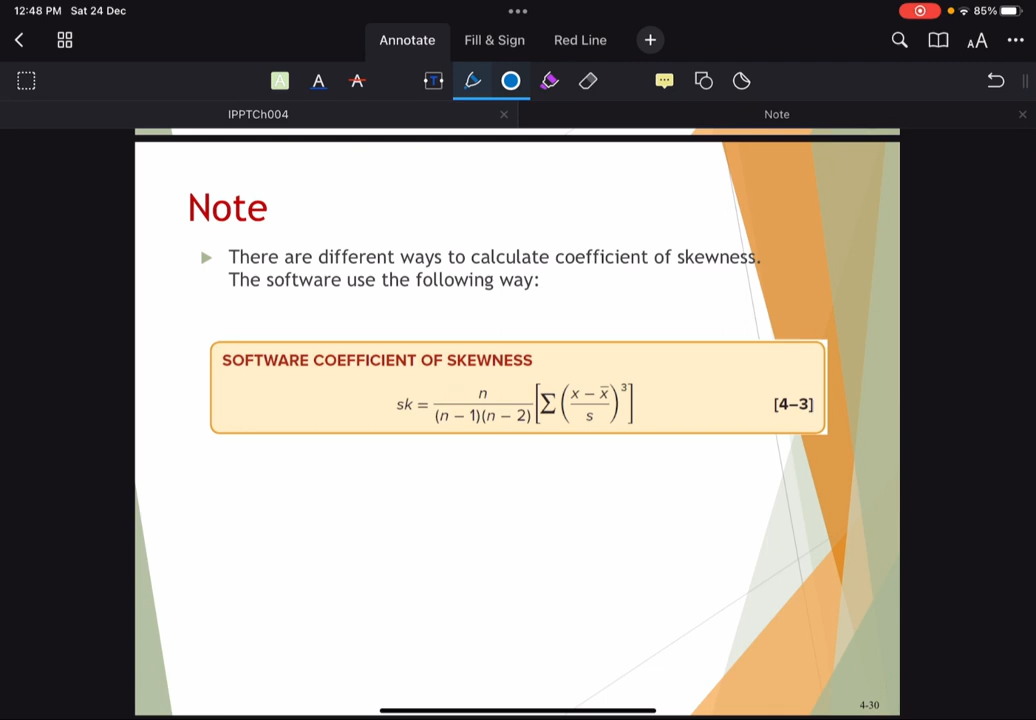 12:48 PM Sat 24 Dec
85%
Annotate Fill & Sign Red Line
AA
A A A T
IPPTCh004 Note
Note
There are different ways to calculate coefficient of skewness.
The software use the following way:
SOFTWARE COEFFICIENT OF SKEWNESS
sk = n / (n − 1)(n − 2) [Σ ((x − x̄) / s)³] [4–3]
4-30